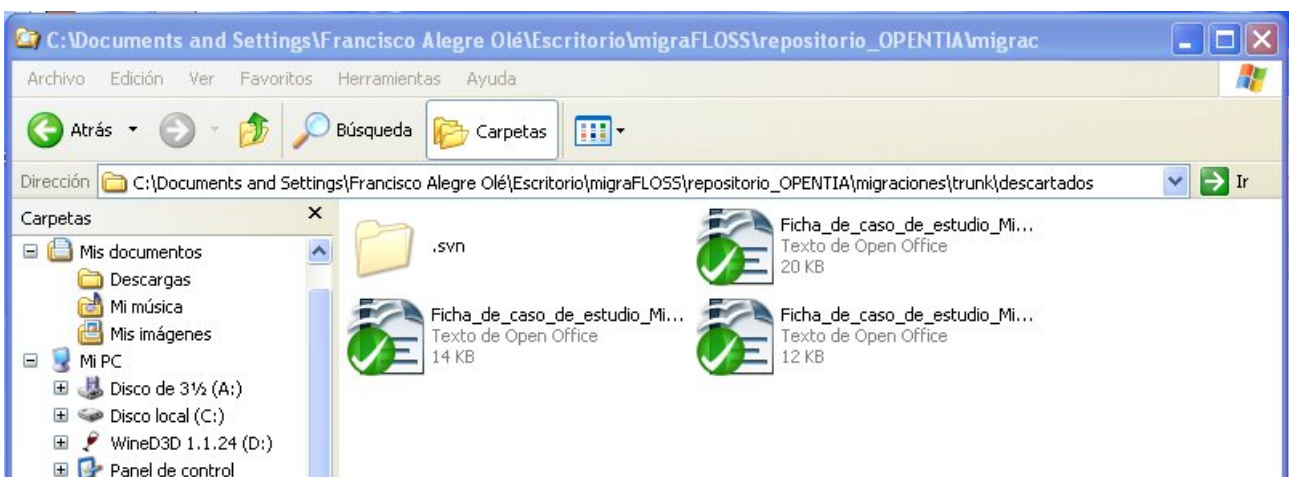 C:\Documents and Settings\Francisco Alegre Olé\Escritorio\migraFLOSS\repositorio_OPENTIA\migrac
Archivo Edición Ver Favoritos Herramientas Ayuda
Atrás Búsqueda Carpetas
Dirección C:\Documents and Settings\Francisco Alegre Olé\Escritorio\migraFLOSS\repositorio_OPENTIA\migraciones\trunk\descartados Ir
Carpetas
Mis documentos
Descargas
Mi música
Mis imágenes
Mi PC
Disco de 3½ (A:)
Disco local (C:)
WineD3D 1.1.24 (D:)
Panel de control
.svn
Ficha_de_caso_de_estudio_Mi...
Texto de Open Office
20 KB
Ficha_de_caso_de_estudio_Mi...
Texto de Open Office
14 KB
Ficha_de_caso_de_estudio_Mi...
Texto de Open Office
12 KB